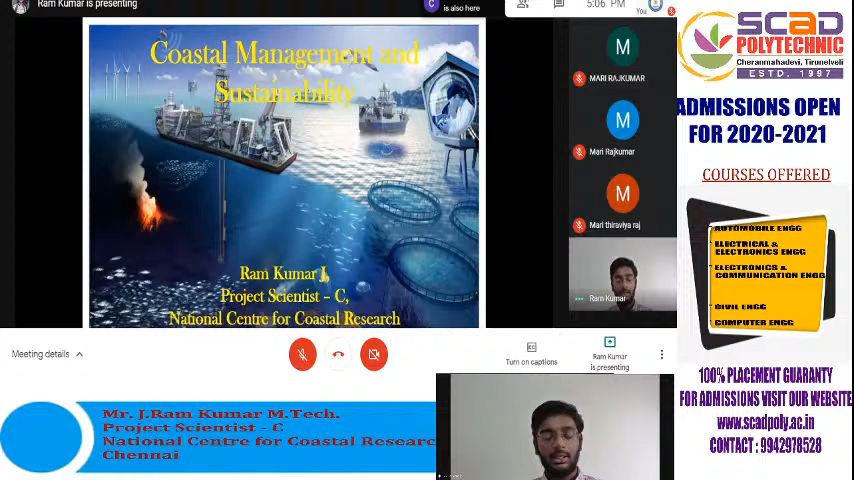 Ram Kumar is presenting
C
is also here
5:06 PM
You
Coastal Management and
Sustainability
Ram Kumar J,
Project Scientist – C,
National Centre for Coastal Research
M
MARI RAJKUMAR
M
Mari Rajkumar
M
Mari thiraviya raj
Ram Kumar
Meeting details
CC
Turn on captions
Ram Kumar
is presenting
Mr. J.Ram Kumar M.Tech.
Project Scientist - C
National Centre for Coastal Researc
Chennai
SCAD
POLYTECHNIC
Cheranmahadevi, Tirunelveli
ESTD. 1997
ADMISSIONS OPEN
FOR 2020-2021
COURSES OFFERED
AUTOMOBILE ENGG
ELECTRICAL &
ELECTRONICS ENGG
ELECTRONICS &
COMMUNICATION ENGG
CIVIL ENGG
COMPUTER ENGG
100% PLACEMENT GUARANTY
FOR ADMISSIONS VISIT OUR WEBSITE
www.scadpoly.ac.in
CONTACT : 9942978528